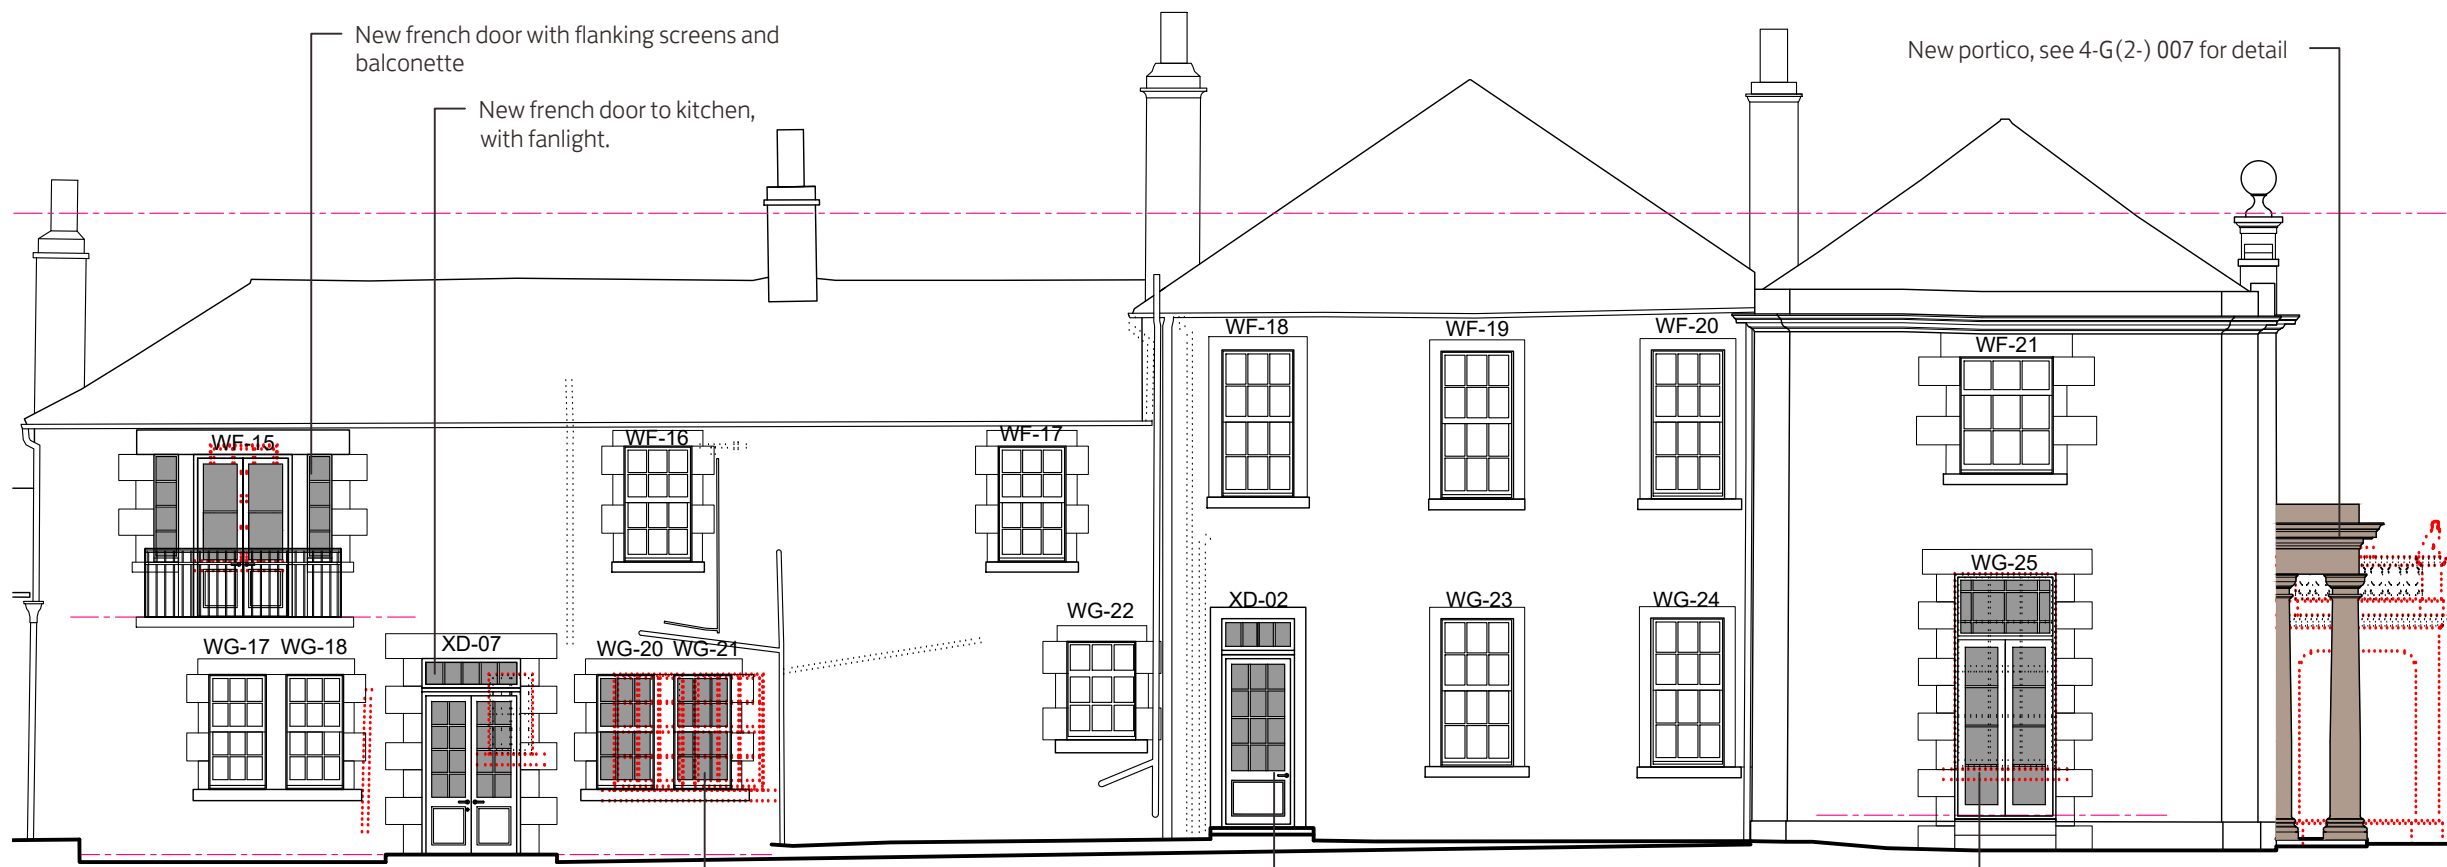 New french door with flanking screens and
balconette
New portico, see 4-G(2-) 007 for detail
New french door to kitchen,
with fanlight.
WF-18
WF-19
WF-20
WF-21
WF-15
WF-16
WF-17
WG-25
XD-02
WG-23
WG-24
WG-22
WG-17 WG-18
XD-07
WG-20 WG-21